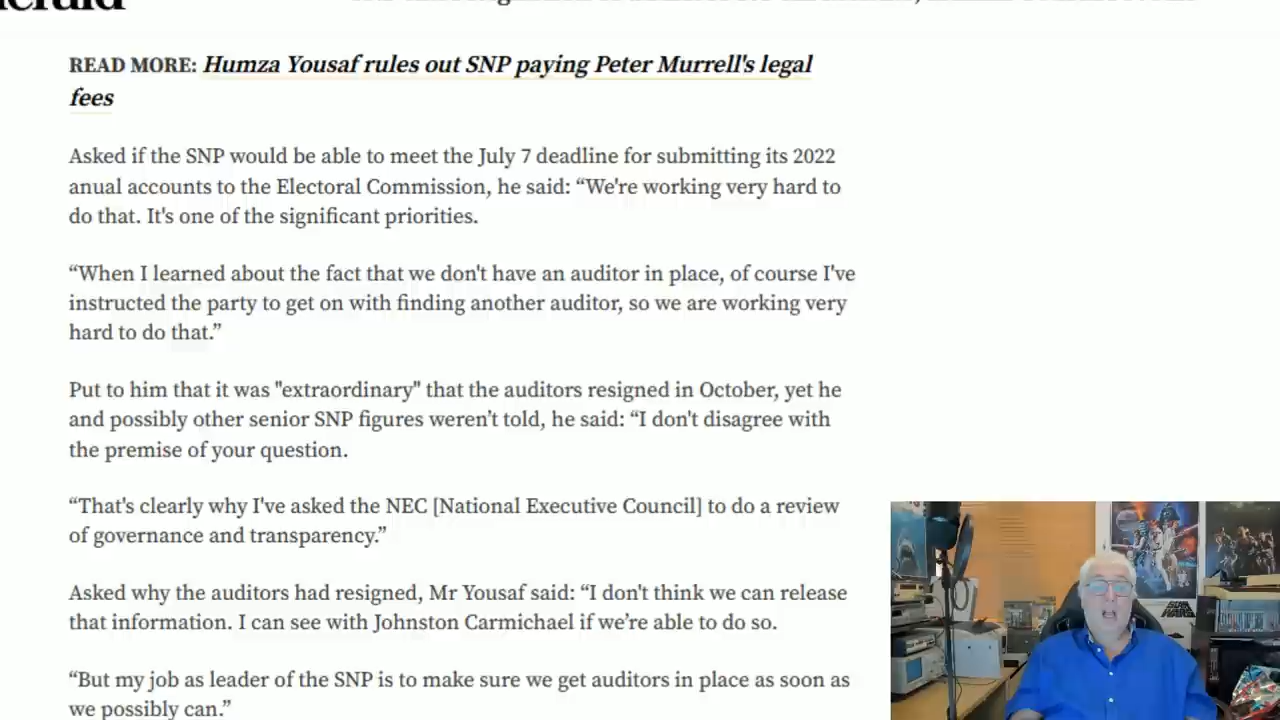 READ MORE: Humza Yousaf rules out SNP paying Peter Murrell's legal
fees
Asked if the SNP would be able to meet the July 7 deadline for submitting its 2022
anual accounts to the Electoral Commission, he said: “We're working very hard to
do that. It's one of the significant priorities.
“When I learned about the fact that we don't have an auditor in place, of course I've
instructed the party to get on with finding another auditor, so we are working very
hard to do that.”
Put to him that it was "extraordinary" that the auditors resigned in October, yet he
and possibly other senior SNP figures weren’t told, he said: “I don't disagree with
the premise of your question.
“That's clearly why I've asked the NEC [National Executive Council] to do a review
of governance and transparency.”
Asked why the auditors had resigned, Mr Yousaf said: “I don't think we can release
that information. I can see with Johnston Carmichael if we’re able to do so.
“But my job as leader of the SNP is to make sure we get auditors in place as soon as
we possibly can.”
STAR WARS